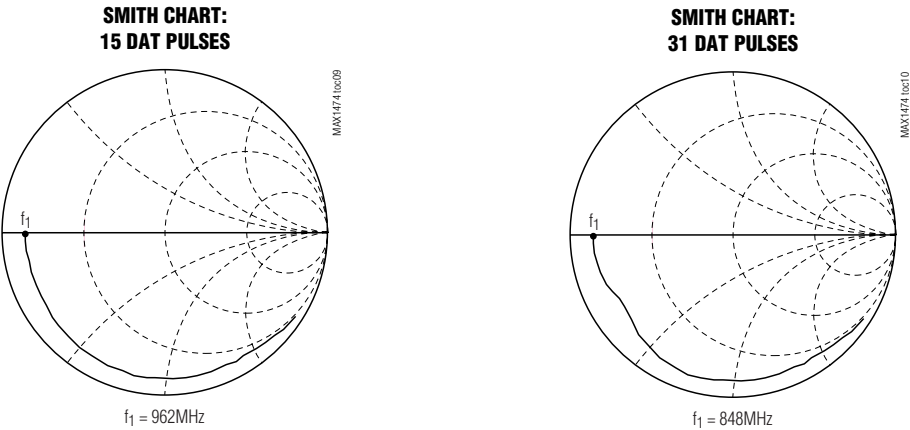 SMITH CHART:
15 DAT PULSES
MAX1474 toc09
f1
f1 = 962MHz
SMITH CHART:
31 DAT PULSES
MAX1474 toc10
f1
f1 = 848MHz